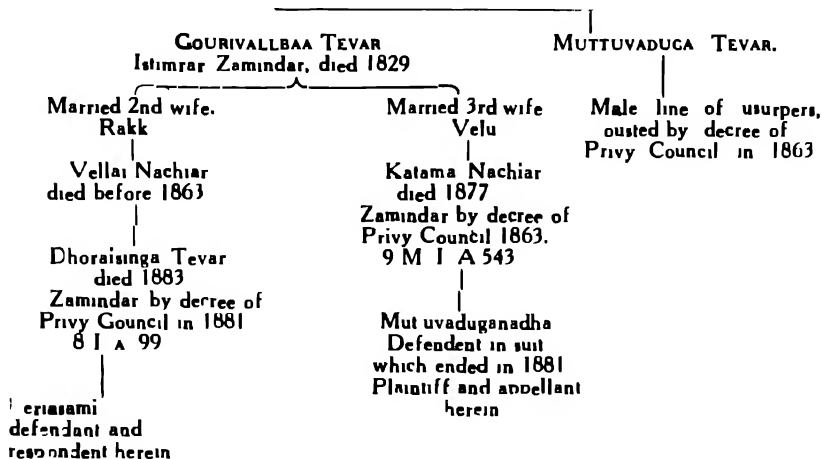 GOURIVALLBAA TEVAR
Istimrar Zamindar, died 1829
MUTTUVADUGA TEVAR.
Married 2nd wife.
Rakk
Married 3rd wife
Velu
Male line of usurpers,
ousted by decree of
Privy Council in 1863
Vellai Nachiar
died before 1863
Katama Nachiar
died 1877
Zamindar by decree of
Privy Council 1863.
9 M I A 543
Dhoraisinga Tevar
died 1883
Zamindar by decree of
Privy Council in 1881
8 I A 99
Mut uvaduganadha
Defendent in suit
which ended in 1881
Plaintiff and appellant
herein
eriasami
defendant and
respondent herein